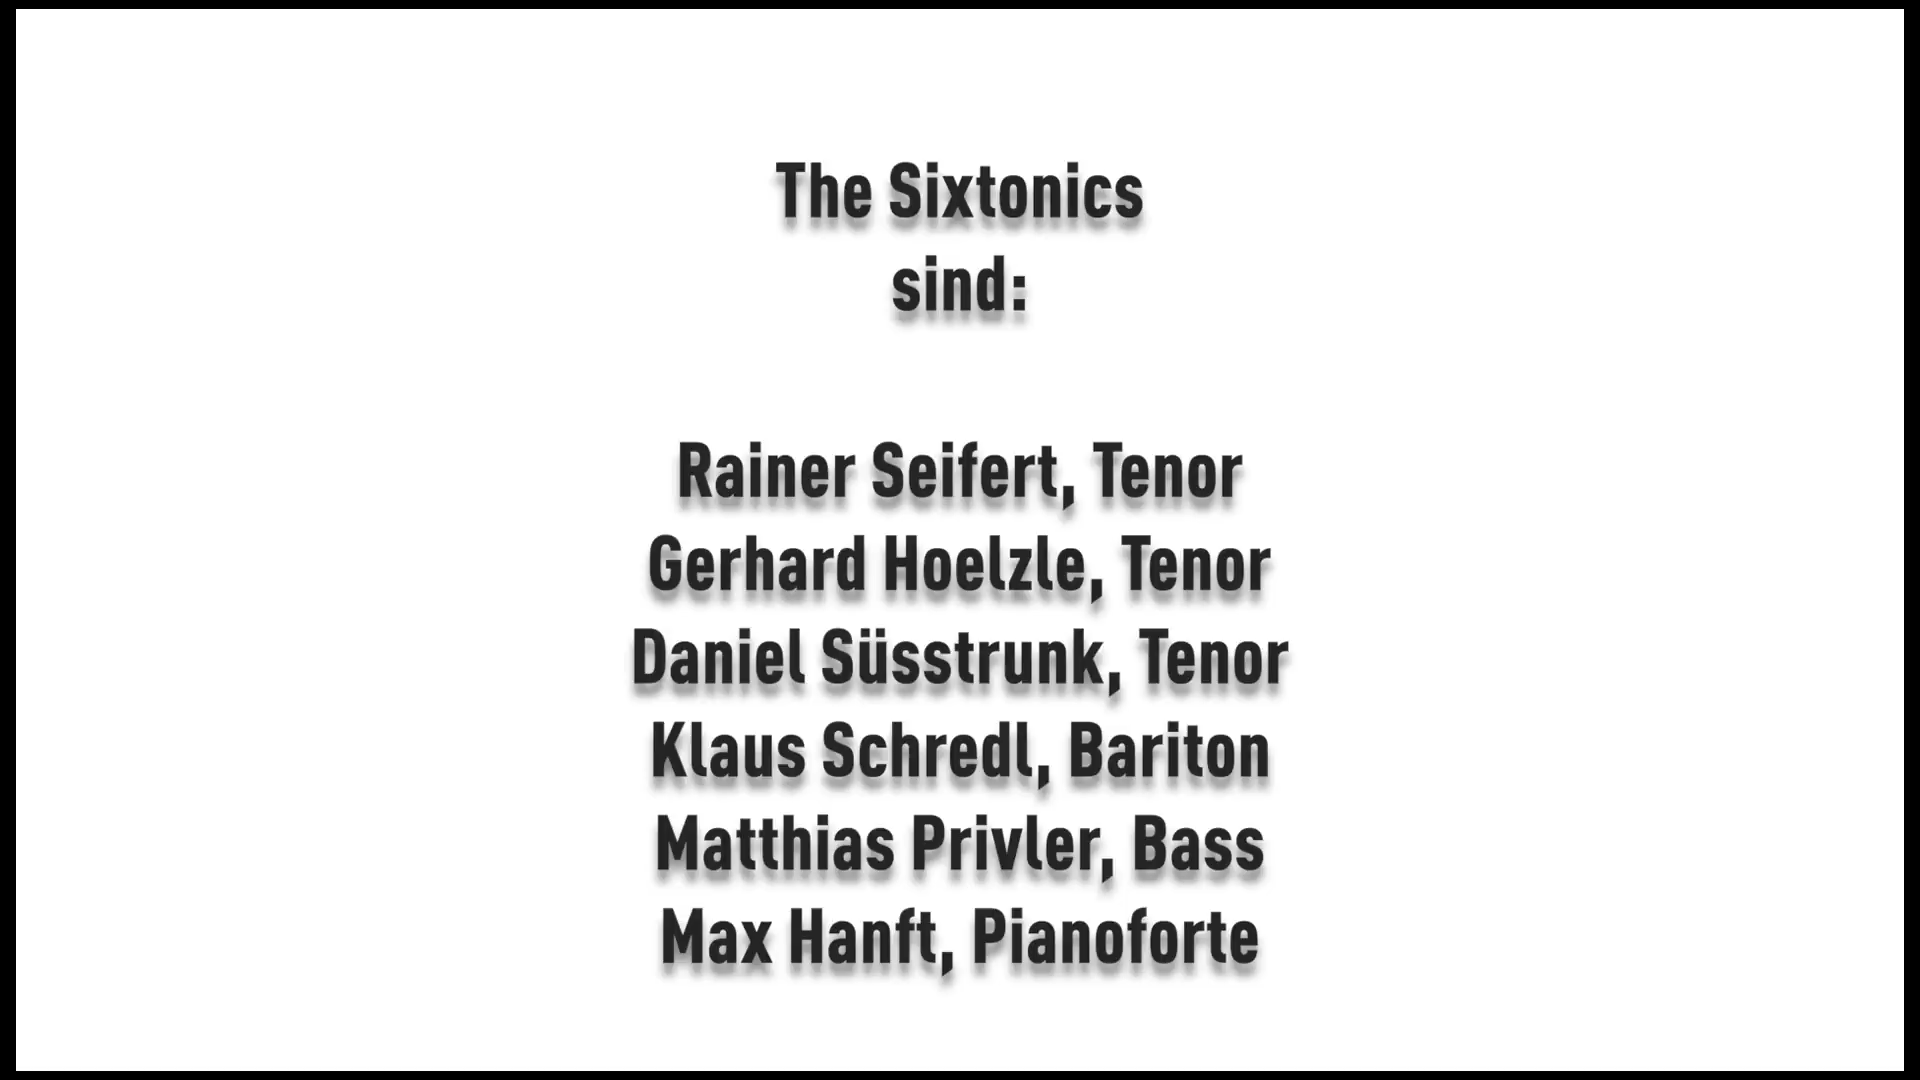 The Sixtonics
sind:
Rainer Seifert, Tenor
Gerhard Hoelzle, Tenor
Daniel Süsstrunk, Tenor
Klaus Schredl, Bariton
Matthias Privler, Bass
Max Hanft, Pianoforte